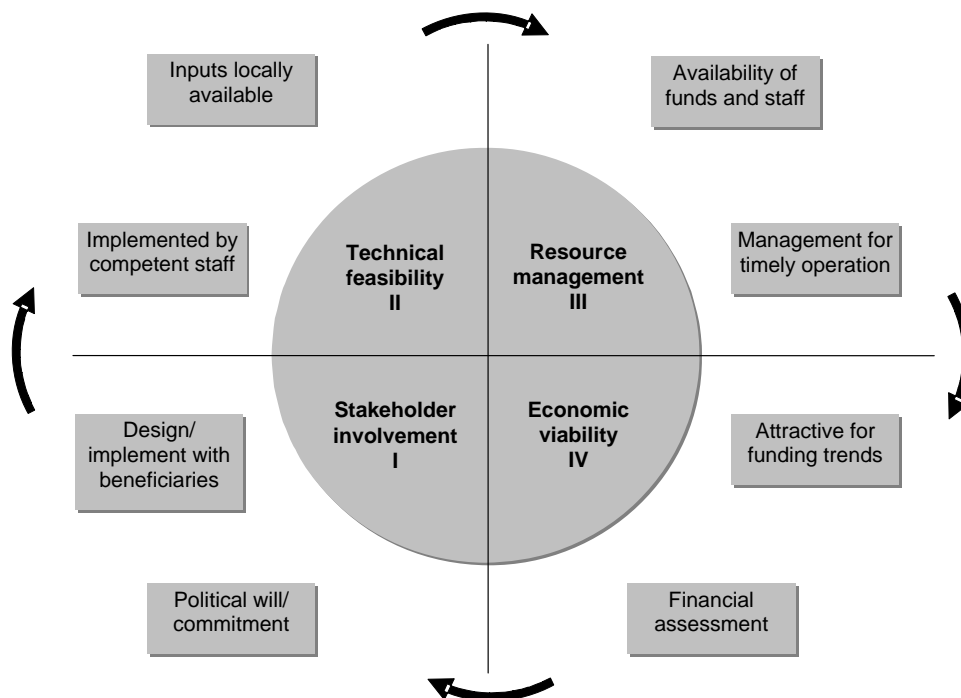 Inputs locally
available
Availability of
funds and staff
Implemented by
competent staff
Technical
feasibility
II
Resource
management
III
Management for
timely operation
Design/
implement with
beneficiaries
Stakeholder
involvement
I
Economic
viability
IV
Attractive for
funding trends
Political will/
commitment
Financial
assessment